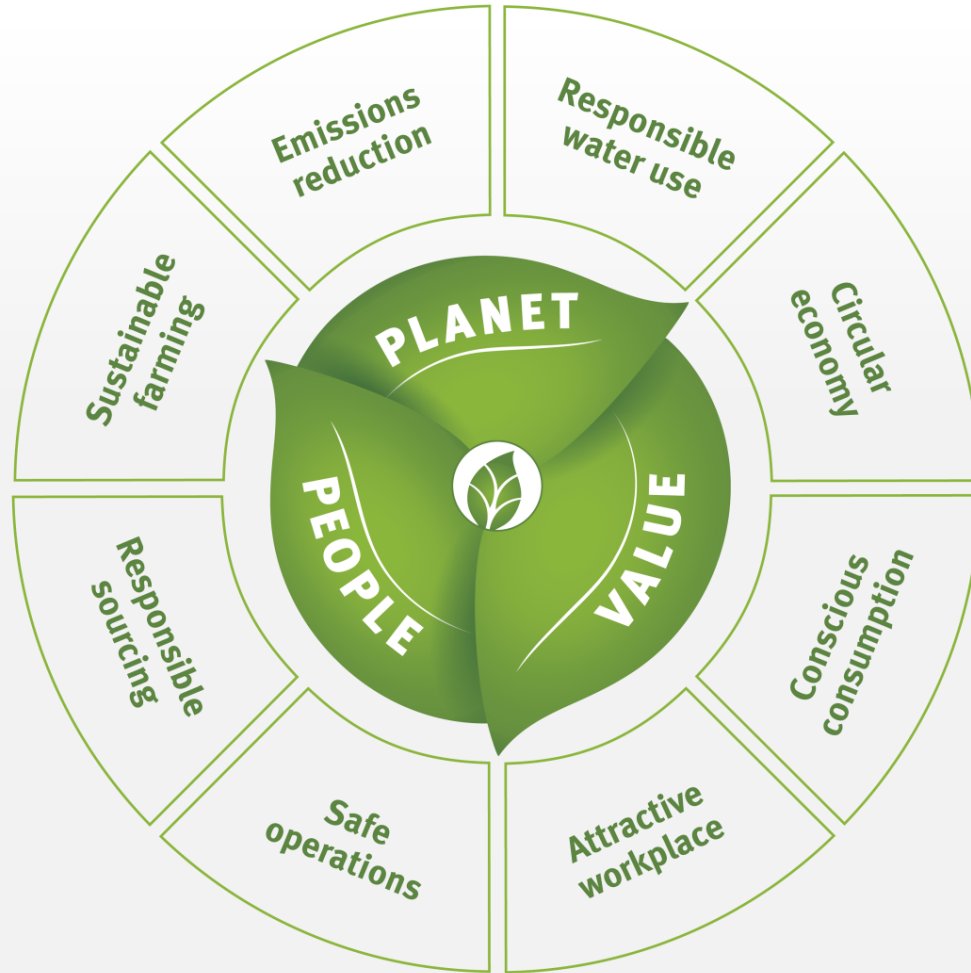 Emissions
reduction
Responsible
water use
Circular
economy
Conscious
consumption
Attractive
workplace
Safe
operations
Responsible
sourcing
Sustainable
farming
PLANET
VALUE
PEOPLE